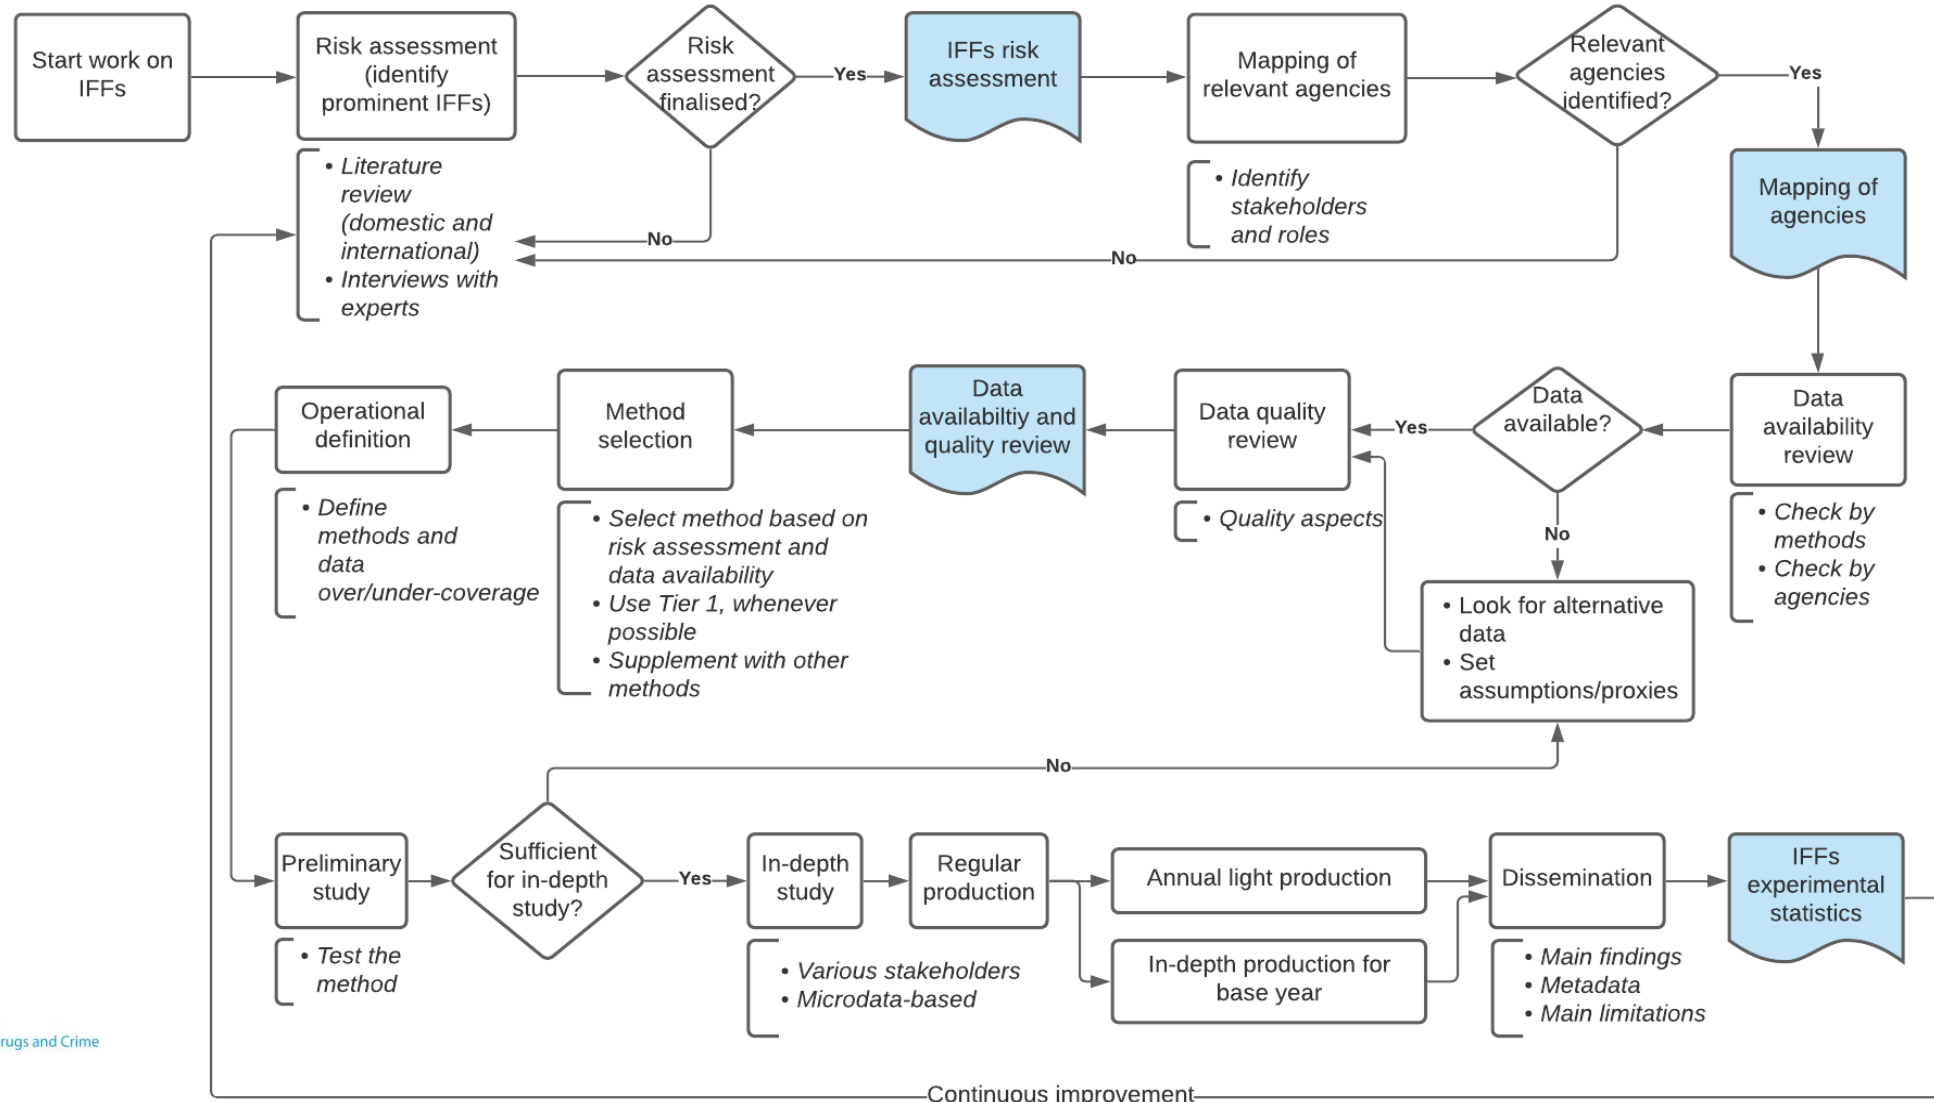 Start work on
IFFs
Risk assessment
(identify
prominent IFFs)
Risk
assessment
finalised?
Yes
IFFs risk
assessment
Mapping of
relevant agencies
Relevant
agencies
identified?
Yes
• Literature
review
(domestic and
international)
• Interviews with
experts
No
No
• Identify
stakeholders
and roles
Mapping of
agencies
Operational
definition
Method
selection
Data
availabiltiy and
quality review
Data quality
review
Yes
Data
available?
Data
availability
review
• Define
methods and
data
over/under-coverage
• Select method based on
risk assessment and
data availability
• Use Tier 1, whenever
possible
• Supplement with other
methods
• Quality aspects
No
• Check by
methods
• Check by
agencies
• Look for alternative
data
• Set
assumptions/proxies
No
Preliminary
study
Sufficient
for in-depth
study?
Yes
In-depth
study
Regular
production
Annual light production
In-depth production for
base year
Dissemination
IFFs
experimental
statistics
• Test the
method
• Various stakeholders
• Microdata-based
• Main findings
• Metadata
• Main limitations
rugs and Crime
Continuous improvement